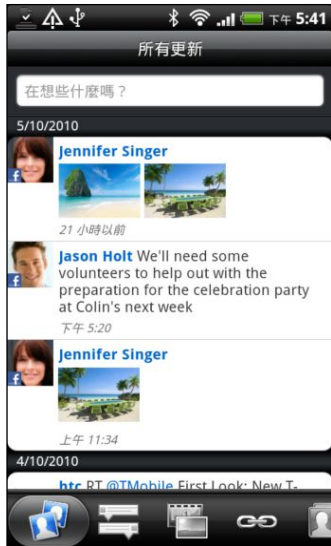 下午 5:41
所有更新
在想些什麼嗎？
5/10/2010
Jennifer Singer
21 小時以前
Jason Holt We'll need some
volunteers to help out with the
preparation for the celebration party
at Colin's next week
下午 5:20
Jennifer Singer
上午 11:34
4/10/2010
htc RT @TMobile First Look: New T-